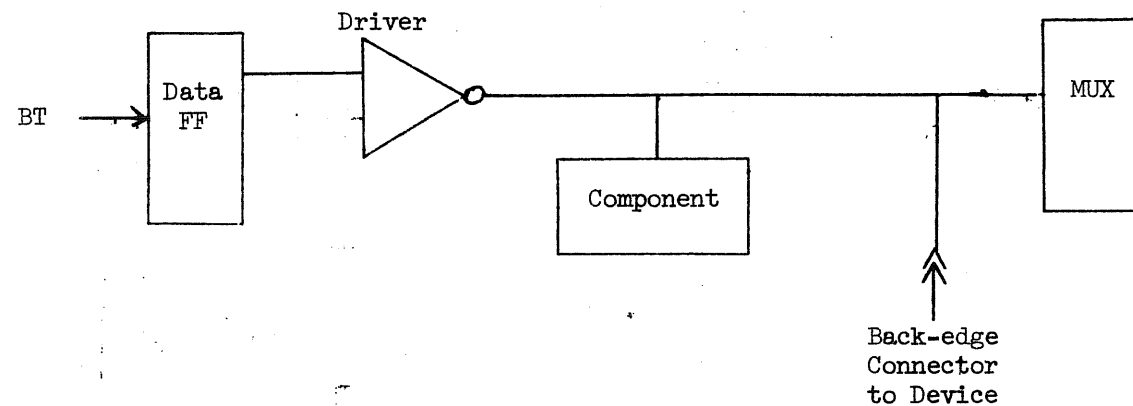 Driver
Data
FF
BT
MUX
Component
Back-edge
Connector
to Device